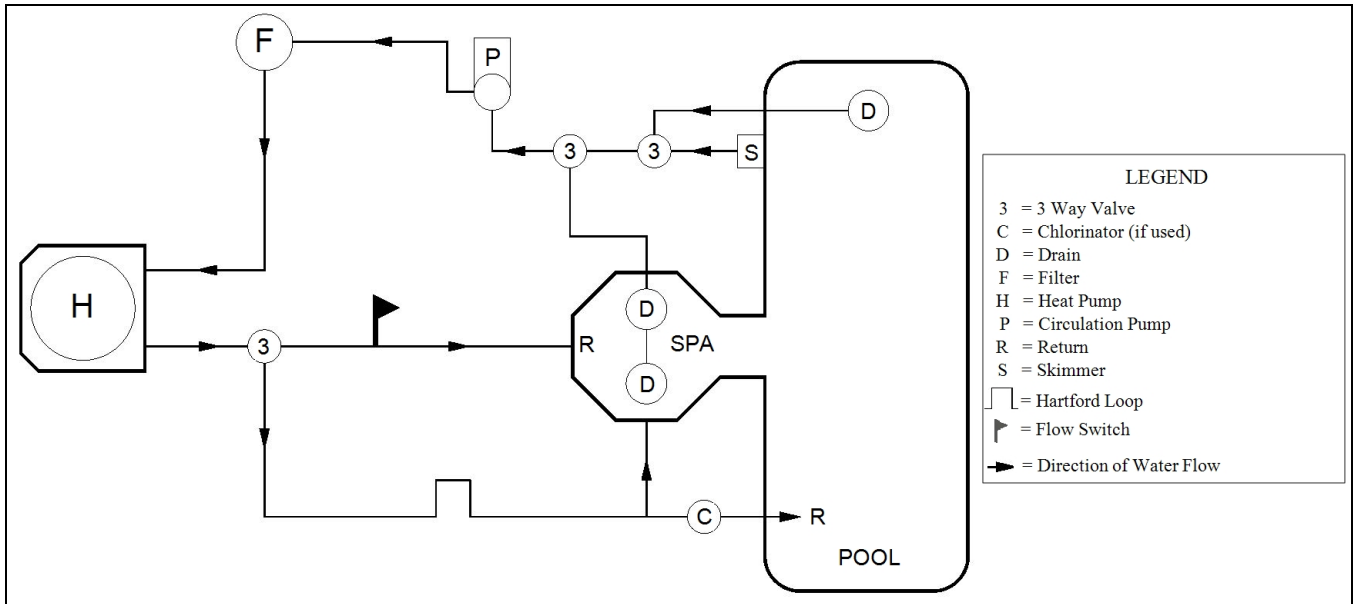 F
P
D
3
3
S
H
3
R
D
SPA
D
C
R
POOL
LEGEND
3 = 3 Way Valve
C = Chlorinator (if used)
D = Drain
F = Filter
H = Heat Pump
P = Circulation Pump
R = Return
S = Skimmer
= Hartford Loop
= Flow Switch
= Direction of Water Flow